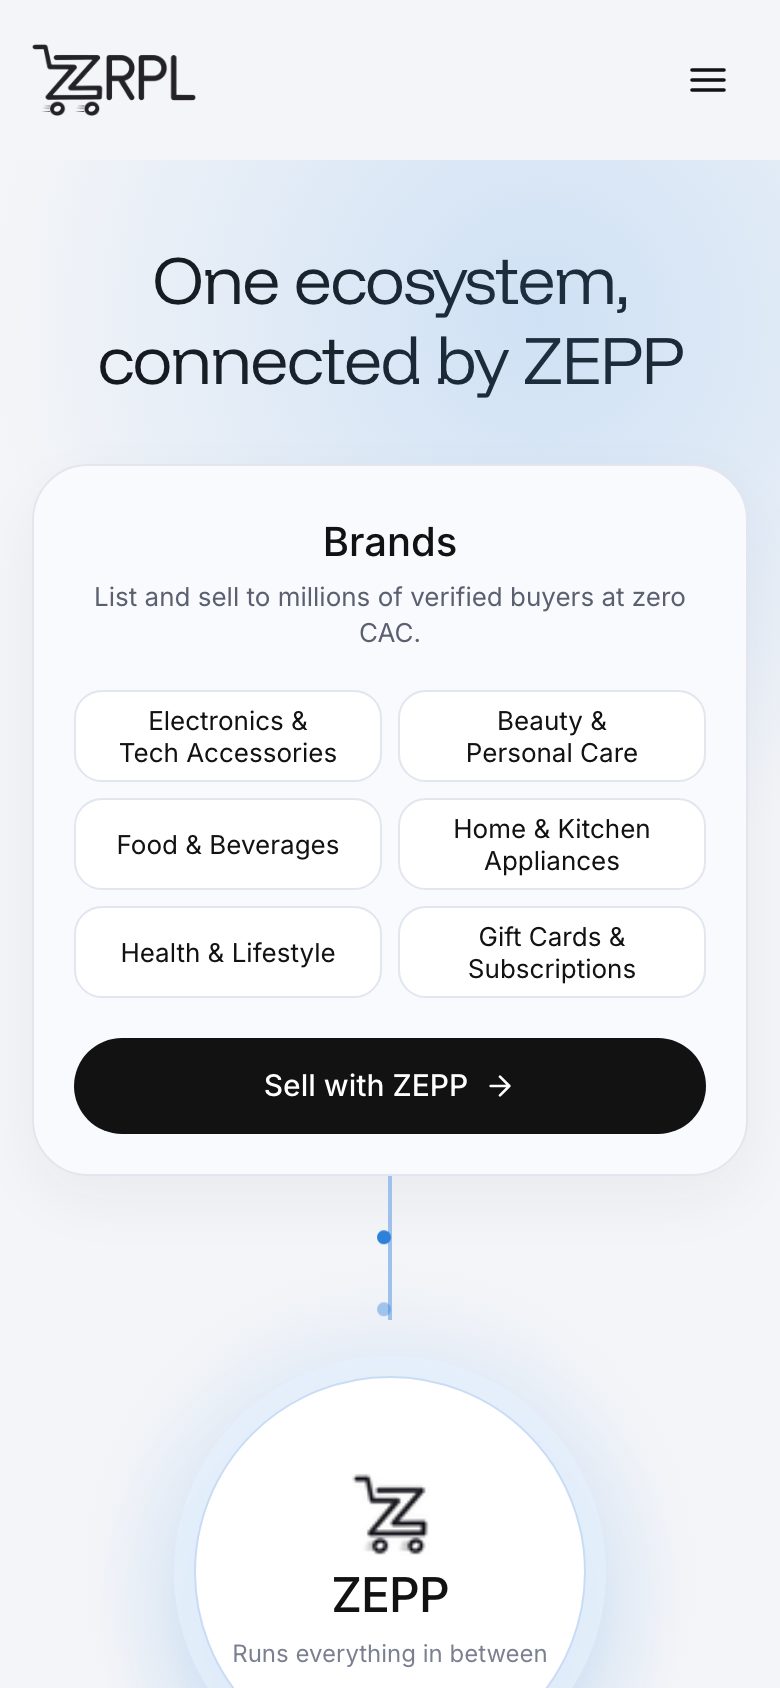 ZRPL
One ecosystem,
connected by ZEPP
Brands
List and sell to millions of verified buyers at zero
CAC.
Electronics &
Tech Accessories
Beauty &
Personal Care
Food & Beverages
Home & Kitchen
Appliances
Health & Lifestyle
Gift Cards &
Subscriptions
Sell with ZEPP →
Z
ZEPP
Runs everything in between